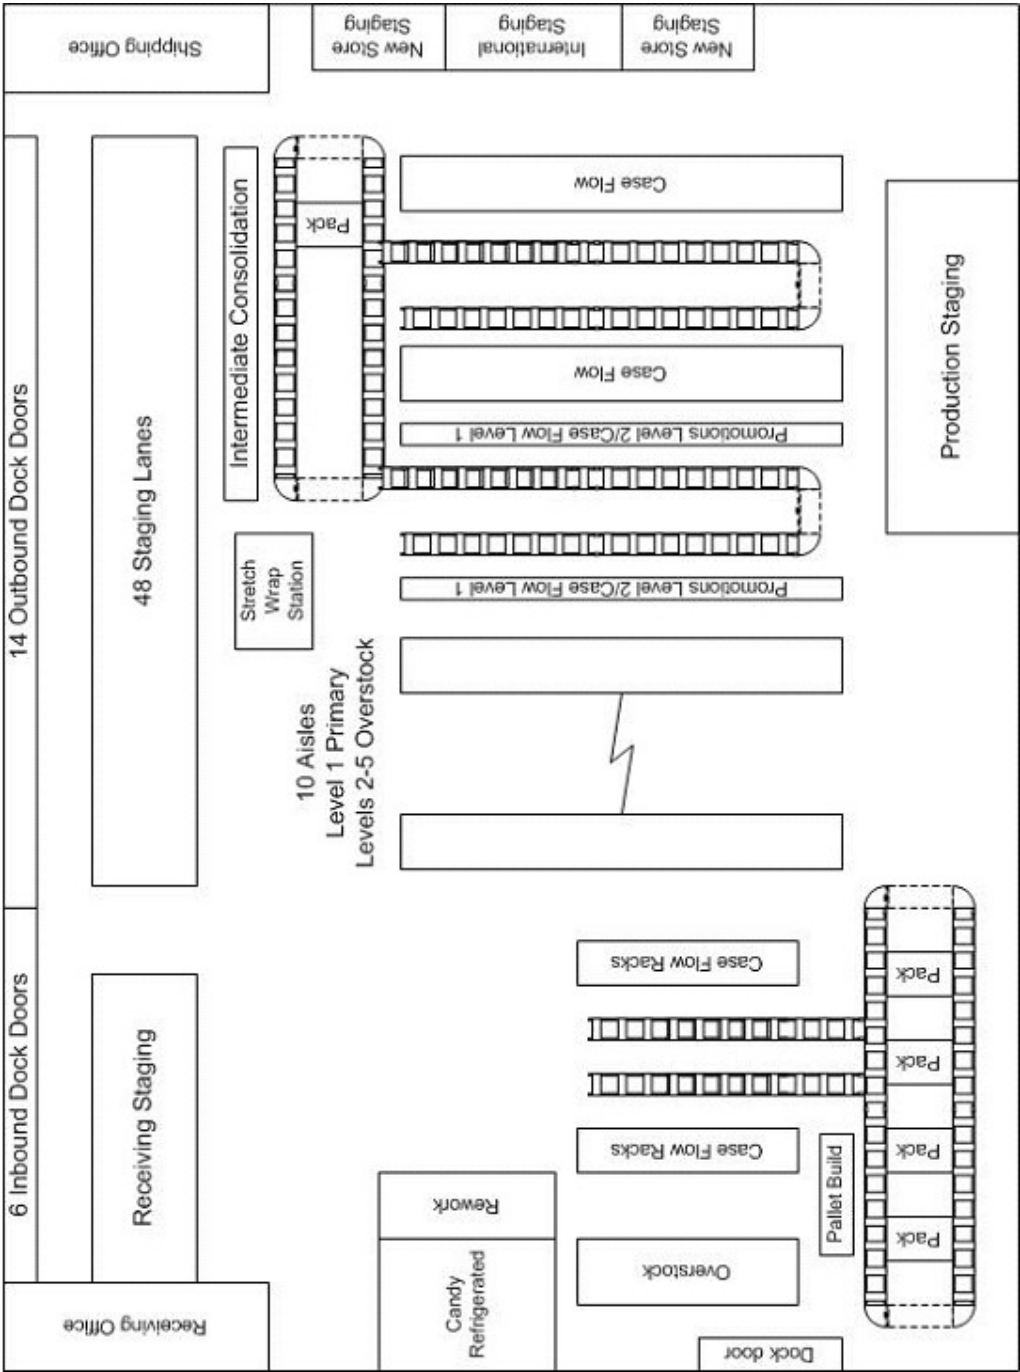 Shipping Office
New Store
Staging
International
Staging
New Store
Staging
14 Outbound Dock Doors
48 Staging Lanes
Intermediate Consolidation
Pack
Case Flow
Production Staging
Case Flow
Promotions Level 2/Case Flow Level 1
Stretch
Wrap
Station
Promotions Level 2/Case Flow Level 1
10 Aisles
Level 1 Primary
Levels 2-5 Overstock
6 Inbound Dock Doors
Receiving Staging
Case Flow Racks
Pack
Pack
Case Flow Racks
Pallet Build
Pack
Rework
Pack
Candy
Refrigerated
Overstock
Receiving Office
Dock door